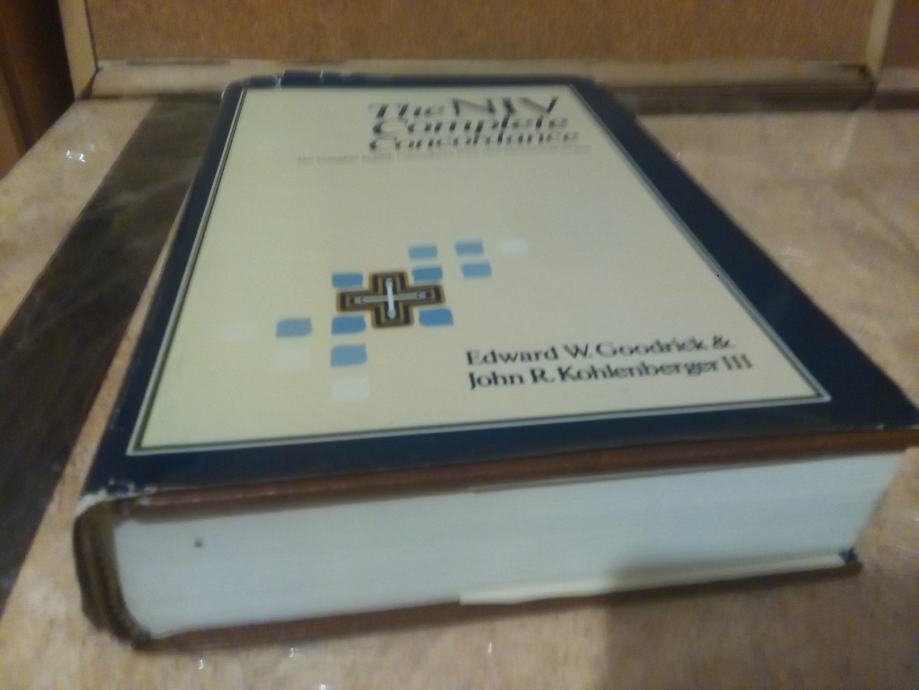 The NIV
Complete
Concordance
Edward W. Goodrick &
John R. Kohlenberger III